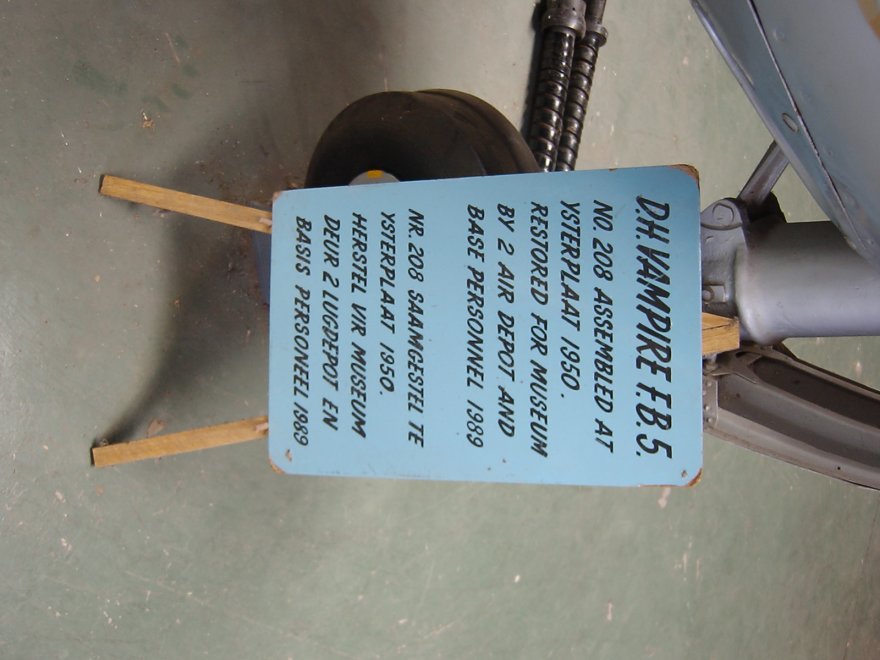 D.H. VAMPIRE F.B.5.
NO. 208 ASSEMBLED AT
YSTERPLAAT 1950.
RESTORED FOR MUSEUM
BY 2 AIR DEPOT AND
BASE PERSONNEL 1989
NR. 208 SAAMGESTEL TE
YSTERPLAAT 1950.
HERSTEL VIR MUSEUM
DEUR 2 LUGDEPOT EN
BASIS PERSONEEL 1989